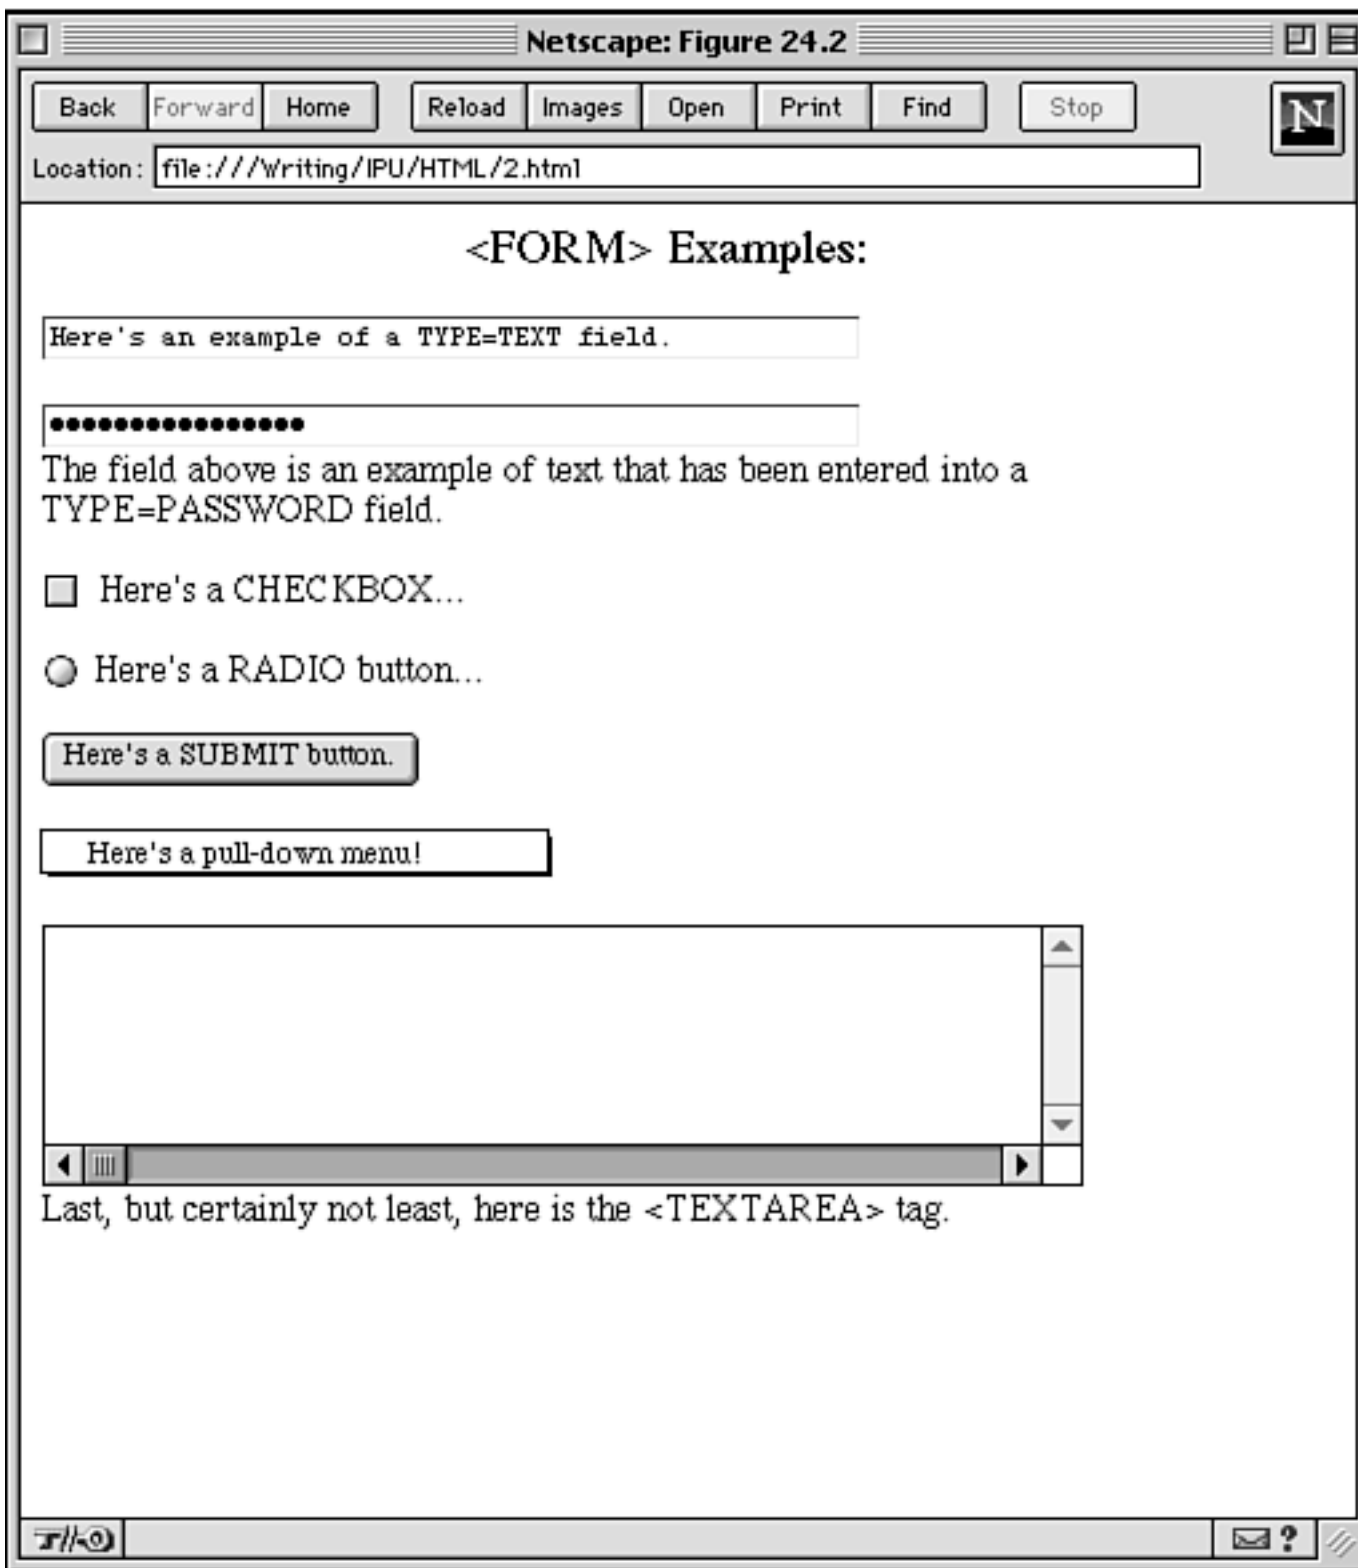 Netscape: Figure 24.2
Back Forward Home Reload Images Open Print Find Stop N
Location: file:///Writing/IPU/HTML/2.html
<FORM> Examples:
Here's an example of a TYPE=TEXT field.
••••••••••••••••
The field above is an example of text that has been entered into a
TYPE=PASSWORD field.
Here's a CHECKBOX...
Here's a RADIO button...
Here's a SUBMIT button.
Here's a pull-down menu!
Last, but certainly not least, here is the <TEXTAREA> tag.
?